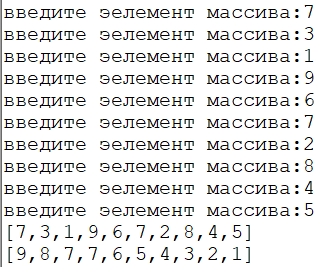 введите эелемент массива:7
введите эелемент массива:3
введите эелемент массива:1
введите эелемент массива:9
введите эелемент массива:6
введите эелемент массива:7
введите эелемент массива:2
введите эелемент массива:8
введите эелемент массива:4
введите эелемент массива:5
[7,3,1,9,6,7,2,8,4,5]
[9,8,7,7,6,5,4,3,2,1]